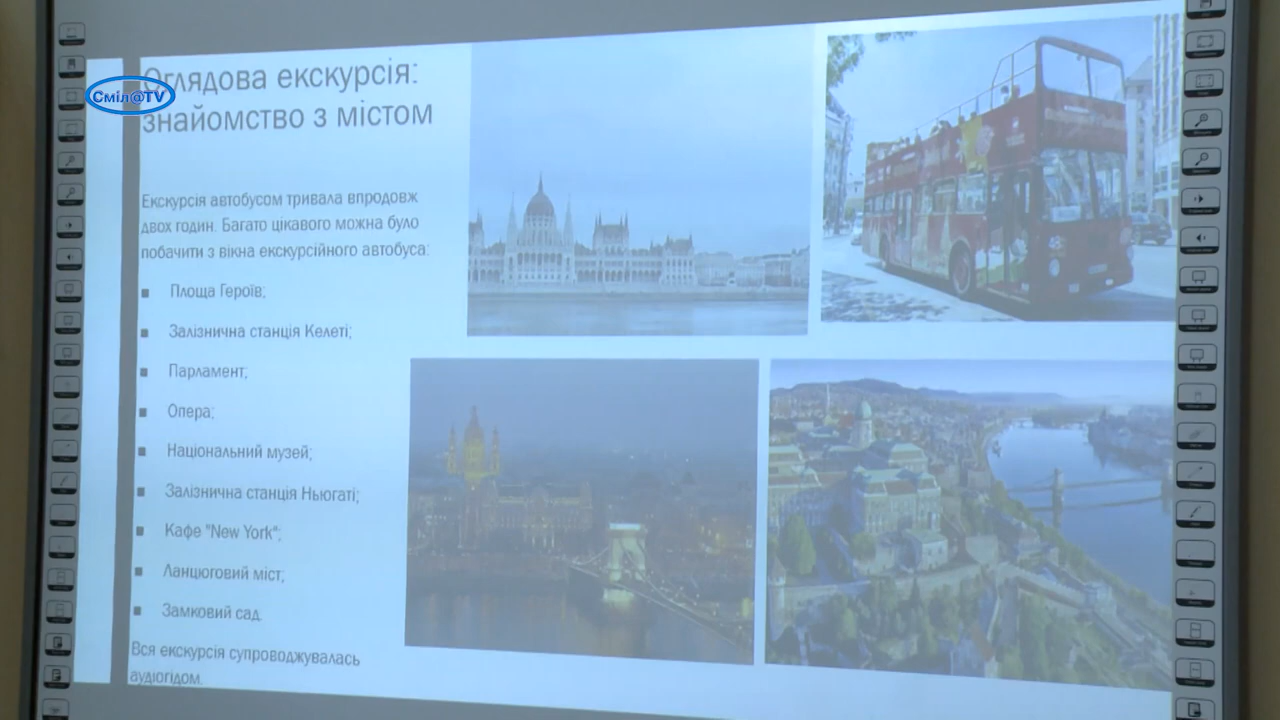 Сміл@TV
Оглядова екскурсія:
знайомство з містом
Екскурсія автобусом тривала впродовж
двох годин. Багато цікавого можна було
побачити з вікна екскурсійного автобуса:
Площа Героїв;
Залізнична станція Келеті;
Парламент;
Опера;
Національний музей;
Залізнична станція Ньюгаті;
Кафе "New York";
Ланцюговий міст;
Замковий сад.
Вся екскурсія супроводжувалась
аудіогідом.